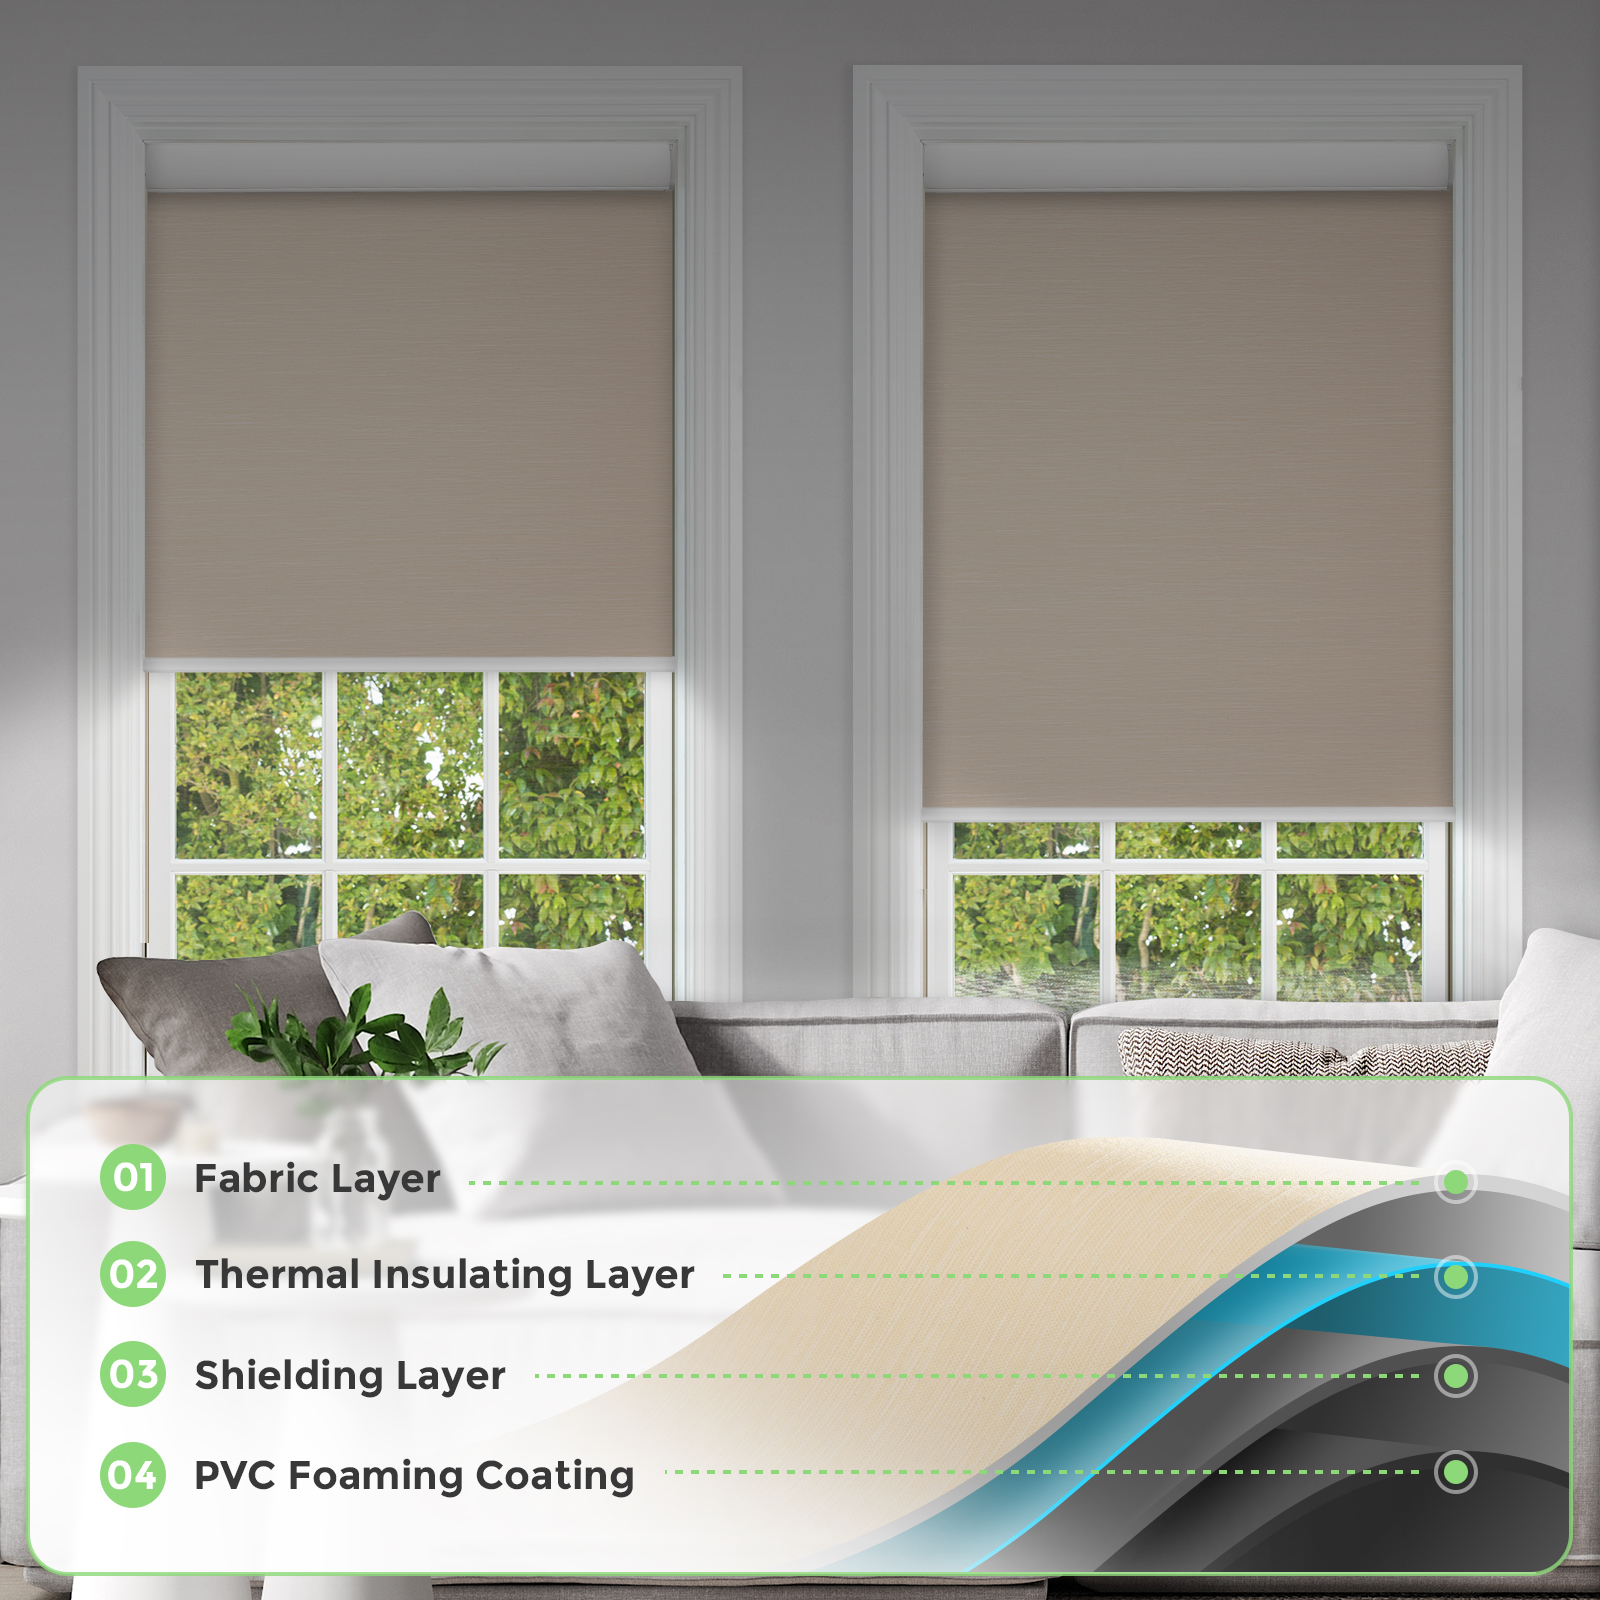 01 Fabric Layer
02 Thermal Insulating Layer
03 Shielding Layer
04 PVC Foaming Coating